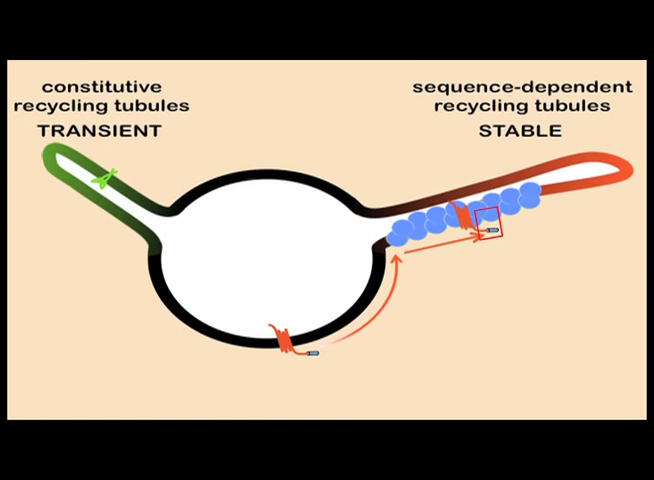 constitutive
recycling tubules
TRANSIENT
sequence-dependent
recycling tubules
STABLE